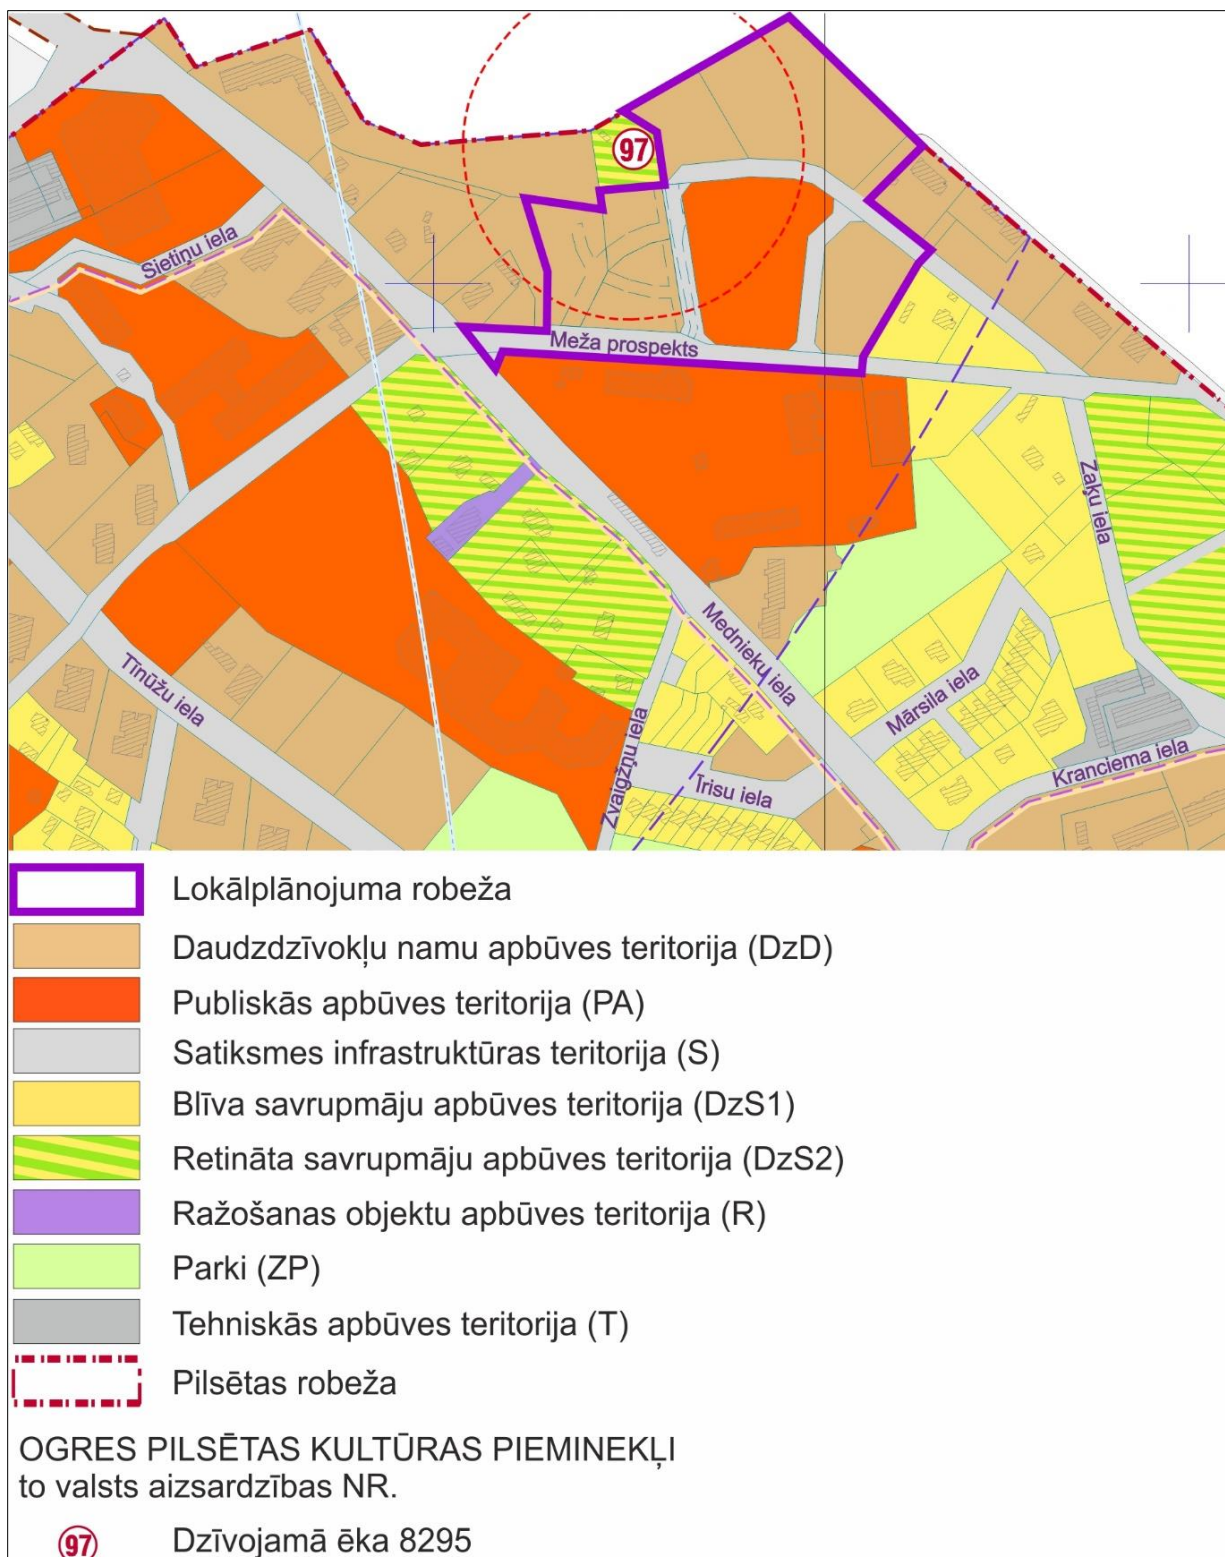 97
Sietiņu iela
Meža prospekts
Zaķu iela
Mednieku iela
Mārsila iela
Tīnūžu iela
Zvaigžņu iela
Īrisu iela
Kranciema iela
Lokālplānojuma robeža
Daudzdzīvokļu namu apbūves teritorija (DzD)
Publiskās apbūves teritorija (PA)
Satiksmes infrastruktūras teritorija (S)
Blīva savrupmāju apbūves teritorija (DzS1)
Retināta savrupmāju apbūves teritorija (DzS2)
Ražošanas objektu apbūves teritorija (R)
Parki (ZP)
Tehniskās apbūves teritorija (T)
Pilsētas robeža
OGRES PILSĒTAS KULTŪRAS PIEMINEKĻI
to valsts aizsardzības NR.
97 Dzīvojamā ēka 8295